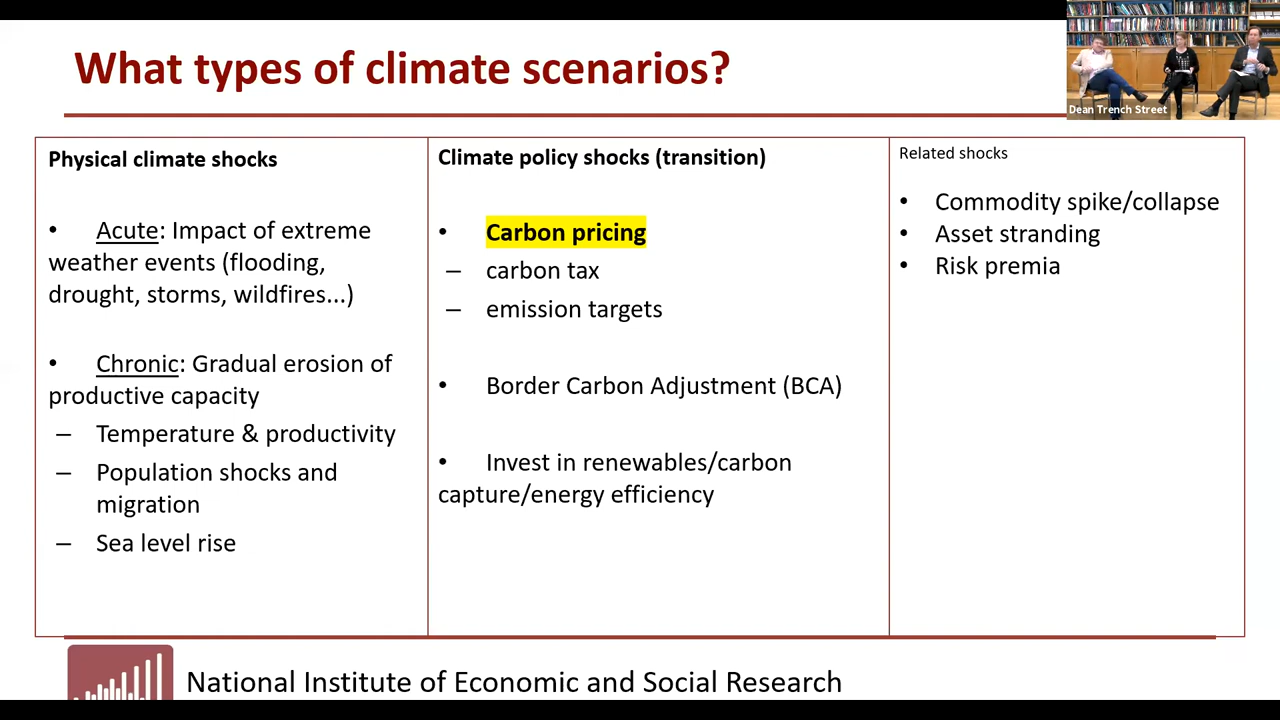 What types of climate scenarios?
Dean Trench Street
Physical climate shocks
• Acute: Impact of extreme
weather events (flooding,
drought, storms, wildfires...)
• Chronic: Gradual erosion of
productive capacity
– Temperature & productivity
– Population shocks and
migration
– Sea level rise
Climate policy shocks (transition)
• Carbon pricing
– carbon tax
– emission targets
• Border Carbon Adjustment (BCA)
• Invest in renewables/carbon
capture/energy efficiency
Related shocks
• Commodity spike/collapse
• Asset stranding
• Risk premia
National Institute of Economic and Social Research